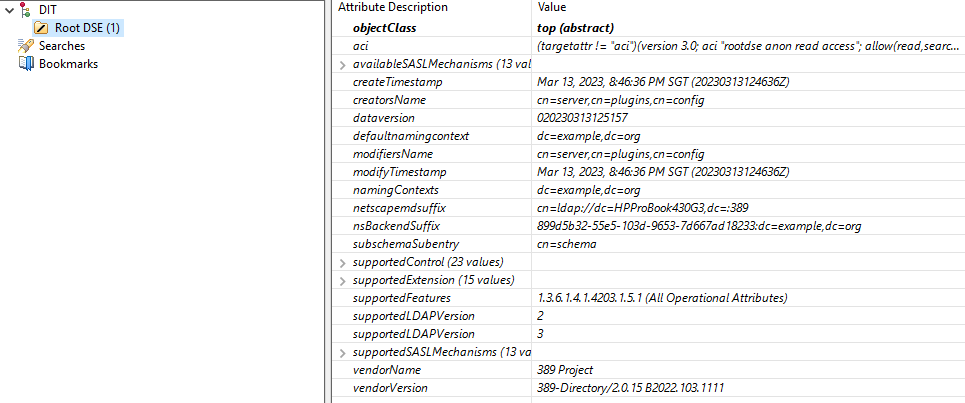 DIT
Root DSE (1)
Searches
Bookmarks
Attribute Description Value
objectClass top (abstract)
aci (targetattr != "aci")(version 3.0; aci "rootdse anon read access"; allow(read,searc...
availableSASLMechanisms (13 val
createTimestamp Mar 13, 2023, 8:46:36 PM SGT (20230313124636Z)
creatorsName cn=server,cn=plugins,cn=config
dataversion 020230313125157
defaultnamingcontext dc=example,dc=org
modifiersName cn=server,cn=plugins,cn=config
modifyTimestamp Mar 13, 2023, 8:46:36 PM SGT (20230313124636Z)
namingContexts dc=example,dc=org
netscapemdsuffix cn=ldap://dc=HPProBook430G3,dc=:389
nsBackendSuffix 899d5b32-55e5-103d-9653-7d667ad18233:dc=example,dc=org
subschemaSubentry cn=schema
supportedControl (23 values)
supportedExtension (15 values)
supportedFeatures 1.3.6.1.4.1.4203.1.5.1 (All Operational Attributes)
supportedLDAPVersion 2
supportedLDAPVersion 3
supportedSASLMechanisms (13 va
vendorName 389 Project
vendorVersion 389-Directory/2.0.15 B2022.103.1111